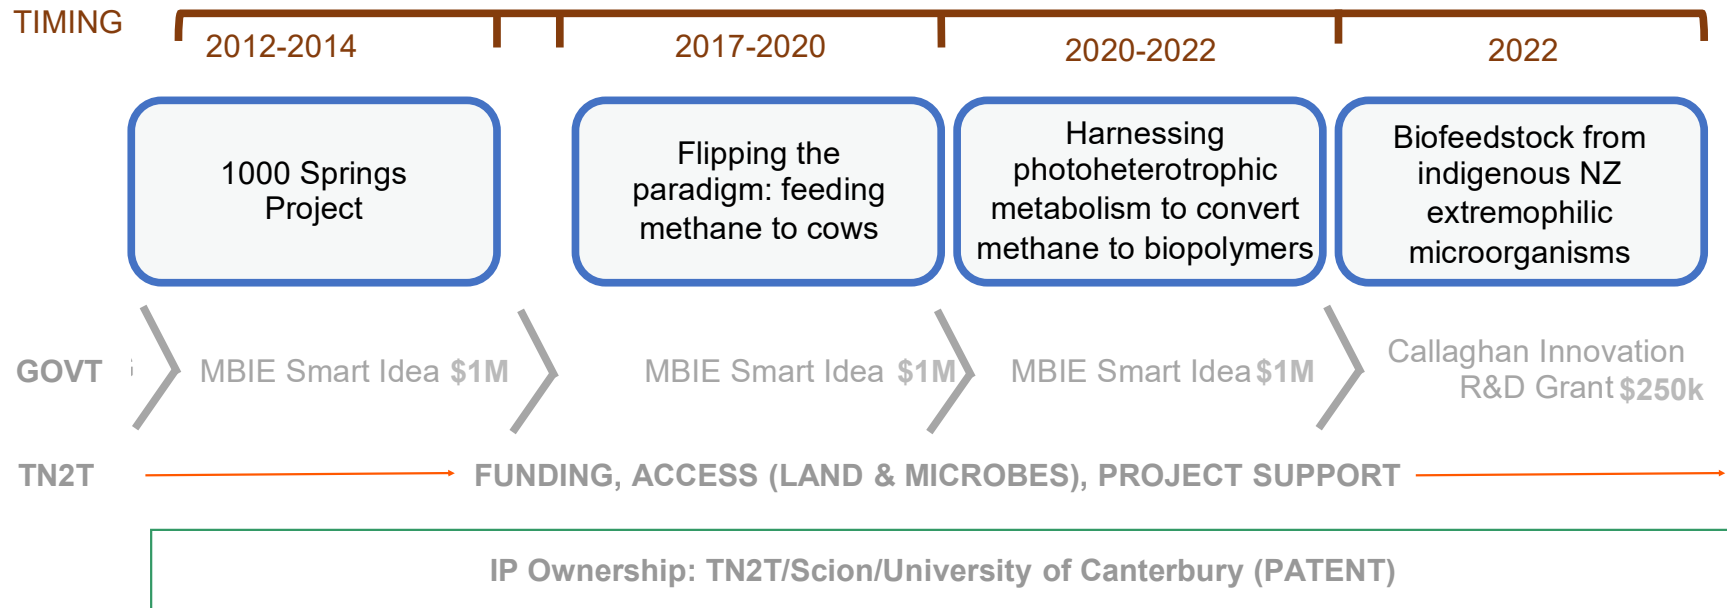 TIMING
2012-2014
2017-2020
2020-2022
2022
1000 Springs
Project
Flipping the
paradigm: feeding
methane to cows
Harnessing
photoheterotrophic
metabolism to convert
methane to biopolymers
Biofeedstock from
indigenous NZ
extremophilic
microorganisms
GOVT
MBIE Smart Idea $1M
MBIE Smart Idea $1M
MBIE Smart Idea $1M
Callaghan Innovation
R&D Grant $250k
TN2T
FUNDING, ACCESS (LAND & MICROBES), PROJECT SUPPORT
IP Ownership: TN2T/Scion/University of Canterbury (PATENT)